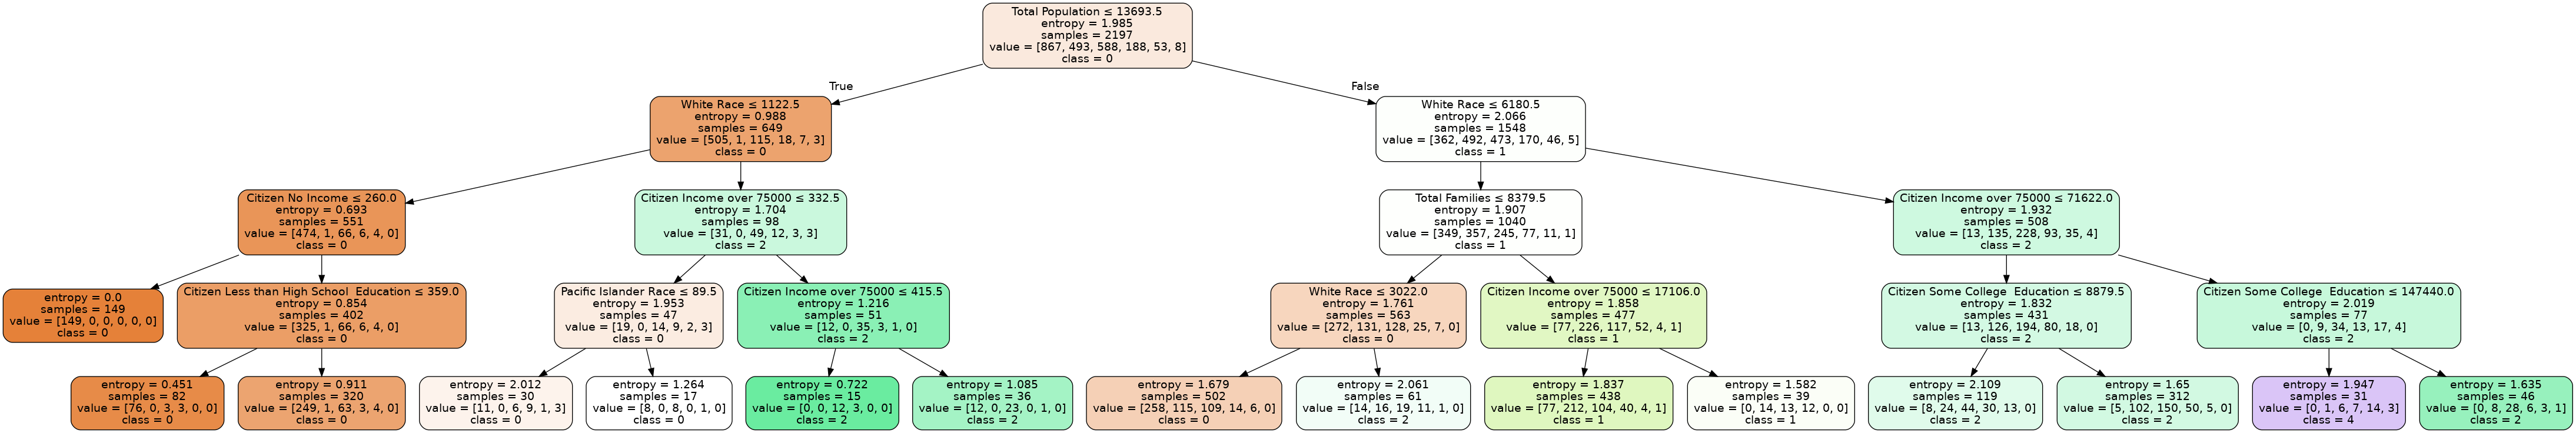 Total Population ≤ 13693.5
entropy = 1.985
samples = 2197
value = [867, 493, 588, 188, 53, 8]
class = 0
True
False
White Race ≤ 1122.5
entropy = 0.988
samples = 649
value = [505, 1, 115, 18, 7, 3]
class = 0
White Race ≤ 6180.5
entropy = 2.066
samples = 1548
value = [362, 492, 473, 170, 46, 5]
class = 1
Citizen No Income ≤ 260.0
entropy = 0.693
samples = 551
value = [474, 1, 66, 6, 4, 0]
class = 0
Citizen Income over 75000 ≤ 332.5
entropy = 1.704
samples = 98
value = [31, 0, 49, 12, 3, 3]
class = 2
Total Families ≤ 8379.5
entropy = 1.907
samples = 1040
value = [349, 357, 245, 77, 11, 1]
class = 1
Citizen Income over 75000 ≤ 71622.0
entropy = 1.932
samples = 508
value = [13, 135, 228, 93, 35, 4]
class = 2
entropy = 0.0
samples = 149
value = [149, 0, 0, 0, 0, 0]
class = 0
Citizen Less than High School  Education ≤ 359.0
entropy = 0.854
samples = 402
value = [325, 1, 66, 6, 4, 0]
class = 0
Pacific Islander Race ≤ 89.5
entropy = 1.953
samples = 47
value = [19, 0, 14, 9, 2, 3]
class = 0
Citizen Income over 75000 ≤ 415.5
entropy = 1.216
samples = 51
value = [12, 0, 35, 3, 1, 0]
class = 2
White Race ≤ 3022.0
entropy = 1.761
samples = 563
value = [272, 131, 128, 25, 7, 0]
class = 0
Citizen Income over 75000 ≤ 17106.0
entropy = 1.858
samples = 477
value = [77, 226, 117, 52, 4, 1]
class = 1
Citizen Some College  Education ≤ 8879.5
entropy = 1.832
samples = 431
value = [13, 126, 194, 80, 18, 0]
class = 2
Citizen Some College  Education ≤ 147440.0
entropy = 2.019
samples = 77
value = [0, 9, 34, 13, 17, 4]
class = 2
entropy = 0.451
samples = 82
value = [76, 0, 3, 3, 0, 0]
class = 0
entropy = 0.911
samples = 320
value = [249, 1, 63, 3, 4, 0]
class = 0
entropy = 2.012
samples = 30
value = [11, 0, 6, 9, 1, 3]
class = 0
entropy = 1.264
samples = 17
value = [8, 0, 8, 0, 1, 0]
class = 0
entropy = 0.722
samples = 15
value = [0, 0, 12, 3, 0, 0]
class = 2
entropy = 1.085
samples = 36
value = [12, 0, 23, 0, 1, 0]
class = 2
entropy = 1.679
samples = 502
value = [258, 115, 109, 14, 6, 0]
class = 0
entropy = 2.061
samples = 61
value = [14, 16, 19, 11, 1, 0]
class = 2
entropy = 1.837
samples = 438
value = [77, 212, 104, 40, 4, 1]
class = 1
entropy = 1.582
samples = 39
value = [0, 14, 13, 12, 0, 0]
class = 1
entropy = 2.109
samples = 119
value = [8, 24, 44, 30, 13, 0]
class = 2
entropy = 1.65
samples = 312
value = [5, 102, 150, 50, 5, 0]
class = 2
entropy = 1.947
samples = 31
value = [0, 1, 6, 7, 14, 3]
class = 4
entropy = 1.635
samples = 46
value = [0, 8, 28, 6, 3, 1]
class = 2